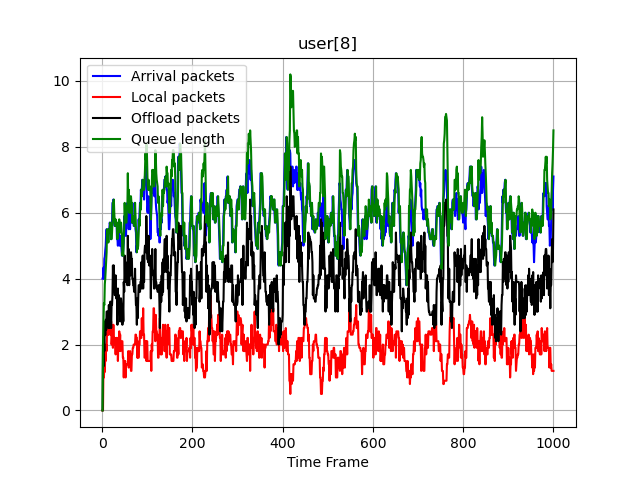 user[8]
Arrival packets
Local packets
Offload packets
Queue length
10
8
6
4
2
0
0 200 400 600 800 1000
Time Frame